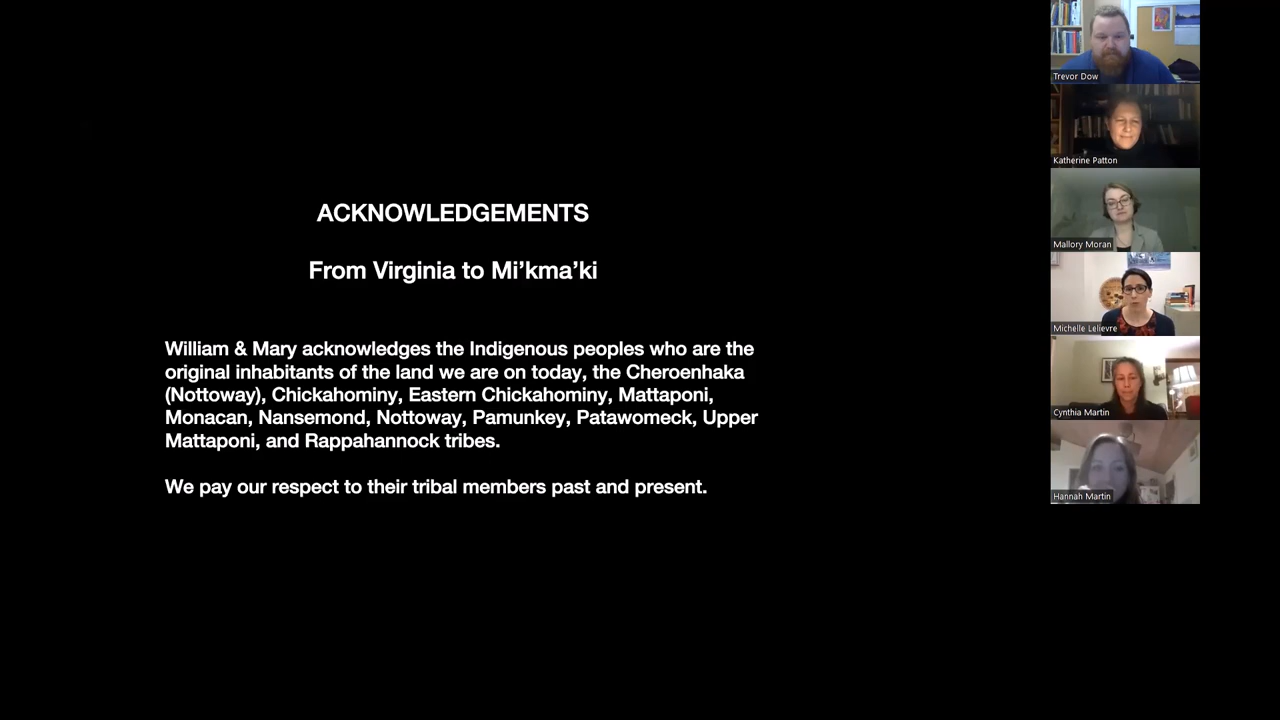 ACKNOWLEDGEMENTS
From Virginia to Mi’kma’ki
William & Mary acknowledges the Indigenous peoples who are the
original inhabitants of the land we are on today, the Cheroenhaka
(Nottoway), Chickahominy, Eastern Chickahominy, Mattaponi,
Monacan, Nansemond, Nottoway, Pamunkey, Patawomeck, Upper
Mattaponi, and Rappahannock tribes.
We pay our respect to their tribal members past and present.
Trevor Dow
Katherine Patton
Mallory Moran
Michelle Lelievre
Cynthia Martin
Hannah Martin